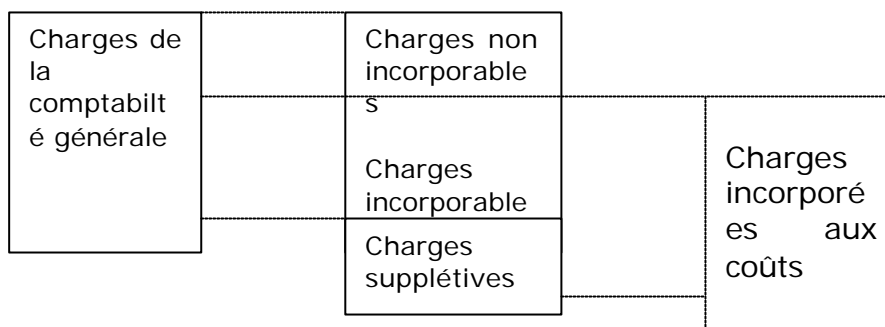 Charges de
la
comptabilt
é générale
Charges non
incorporable
s
Charges
incorporable
Charges
supplétives
Charges
incorporé
es aux
coûts